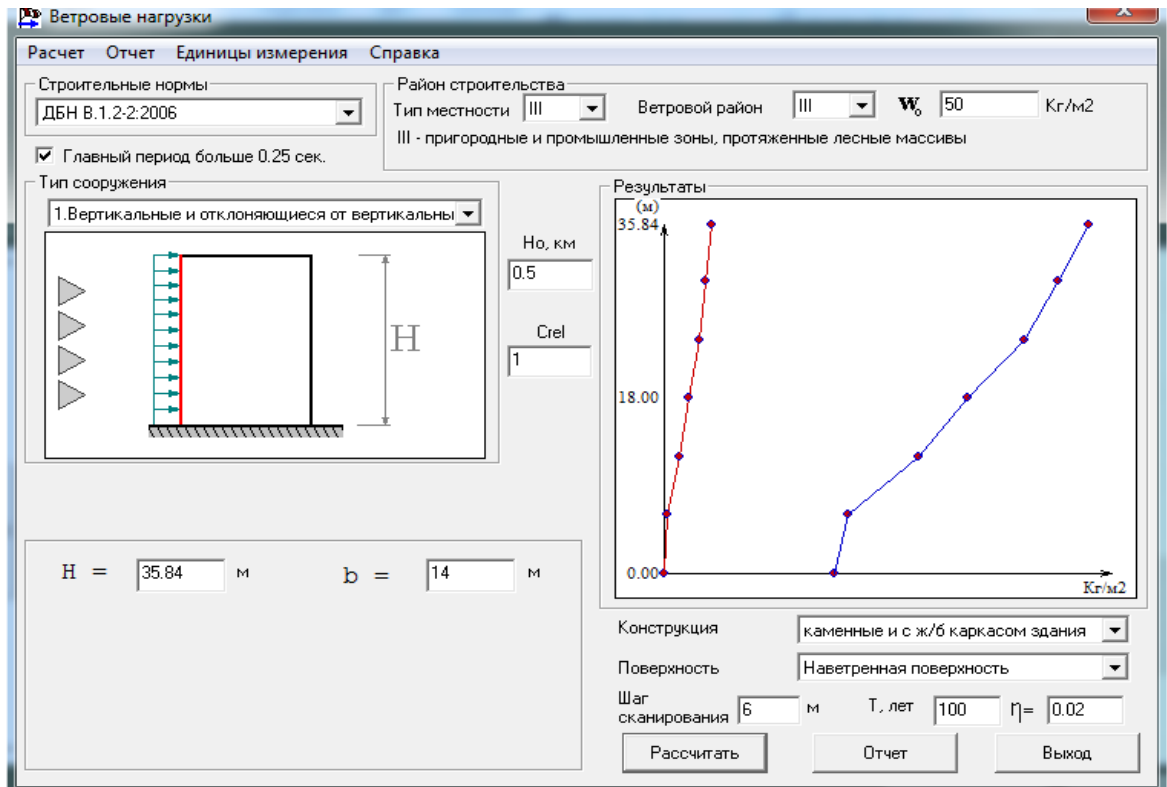 Ветровые нагрузки
Расчет Отчет Единицы измерения Справка
Строительные нормы
ДБН В.1.2-2:2006
Главный период больше 0.25 сек.
Район строительства
Тип местности III Ветровой район III W₀ 50 Кг/м2
III - пригородные и промышленные зоны, протяженные лесные массивы
Тип сооружения
1.Вертикальные и отклоняющиеся от вертикальны
H
Но, км
0.5
Crel
1
Результаты
(м)
35.84
18.00
0.00
Кг/м2
H = 35.84 м b = 14 м
Конструкция каменные и с ж/б каркасом здания
Поверхность Наветренная поверхность
Шаг
сканирования 6 м Т, лет 100 η= 0.02
Рассчитать Отчет Выход